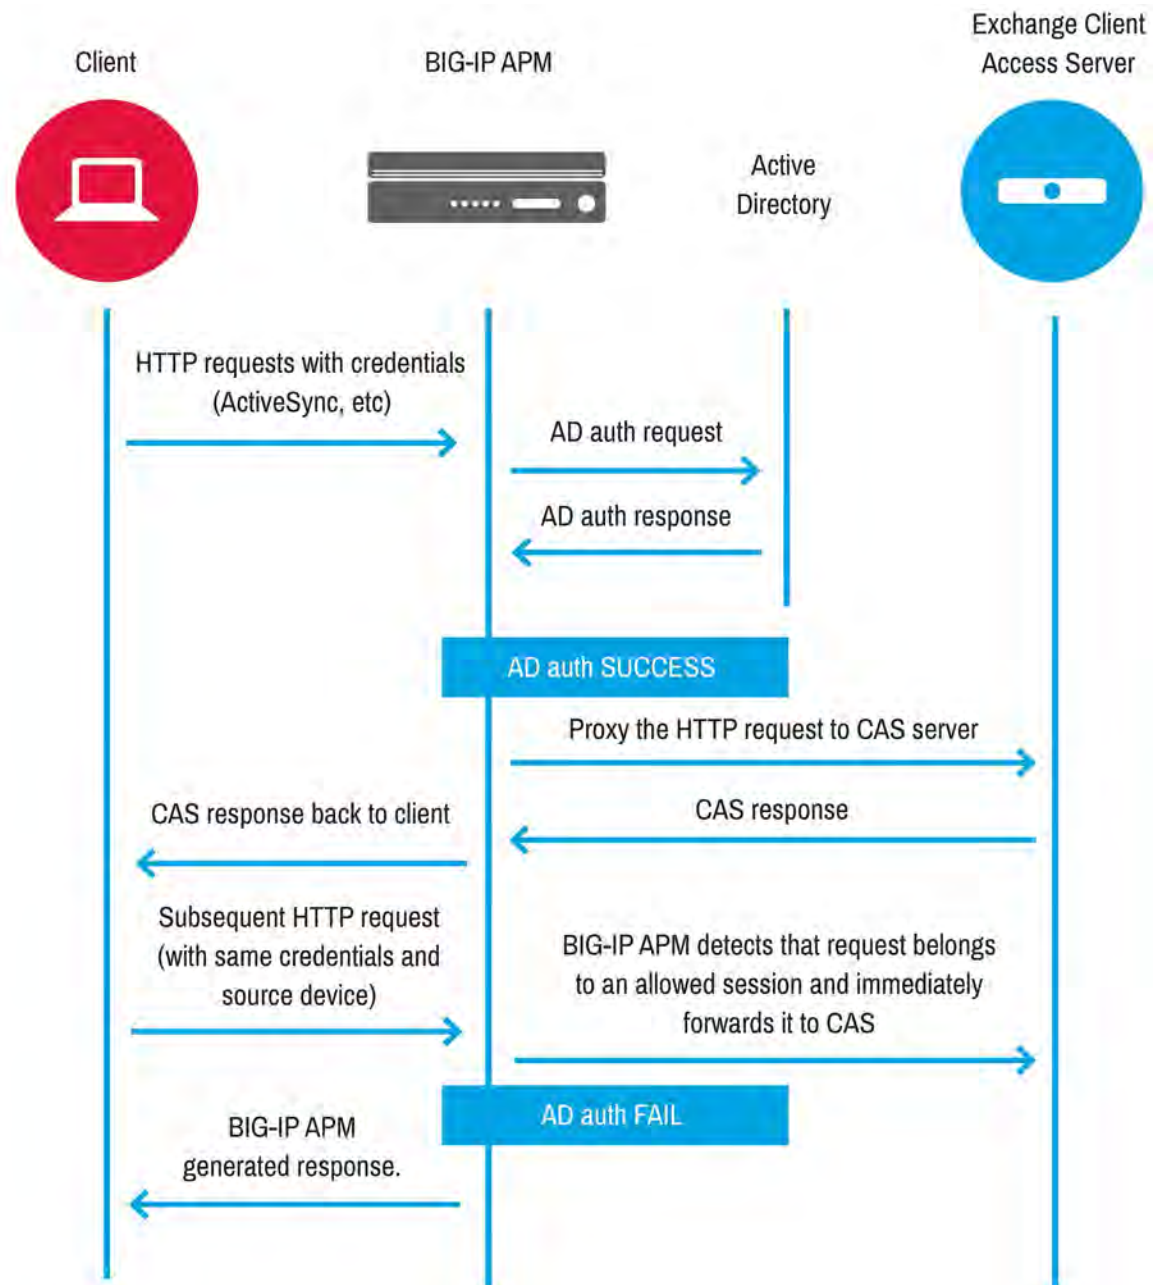 Client
BIG-IP APM
Exchange Client
Access Server
Active
Directory
HTTP requests with credentials
(ActiveSync, etc)
AD auth request
AD auth response
AD auth SUCCESS
Proxy the HTTP request to CAS server
CAS response back to client
CAS response
Subsequent HTTP request
(with same credentials and
source device)
BIG-IP APM detects that request belongs
to an allowed session and immediately
forwards it to CAS
AD auth FAIL
BIG-IP APM
generated response.